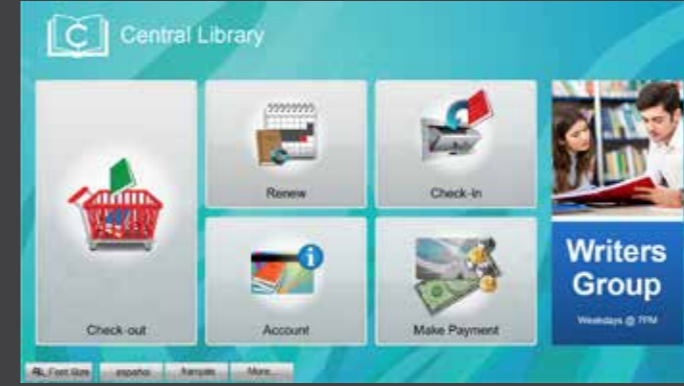 C Central Library
Renew
Check-in
Check-out
Account
Make Payment
Writers
Group
Weekdays @ 7PM
Font Size español français More...